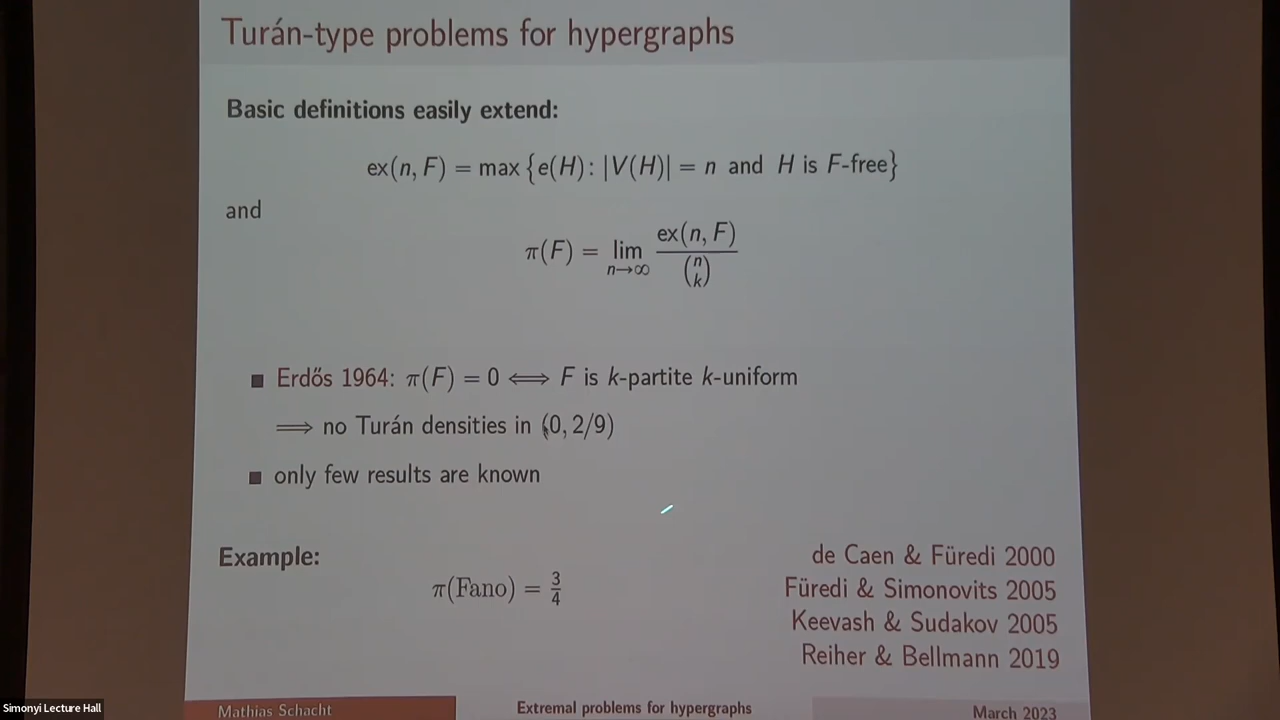 Turán-type problems for hypergraphs
Basic definitions easily extend:
ex(n, F) = max {e(H): |V(H)| = n and H is F-free}
and
π(F) = lim_{n→∞} ex(n, F) / \binom{n}{k}
■ Erdős 1964: π(F) = 0 ⟺ F is k-partite k-uniform
⟹ no Turán densities in (0, 2/9)
■ only few results are known
Example:
π(Fano) = 3/4
de Caen & Füredi 2000
Füredi & Simonovits 2005
Keevash & Sudakov 2005
Reiher & Bellmann 2019
Mathias Schacht
Extremal problems for hypergraphs
March 2023
Simonyi Lecture Hall